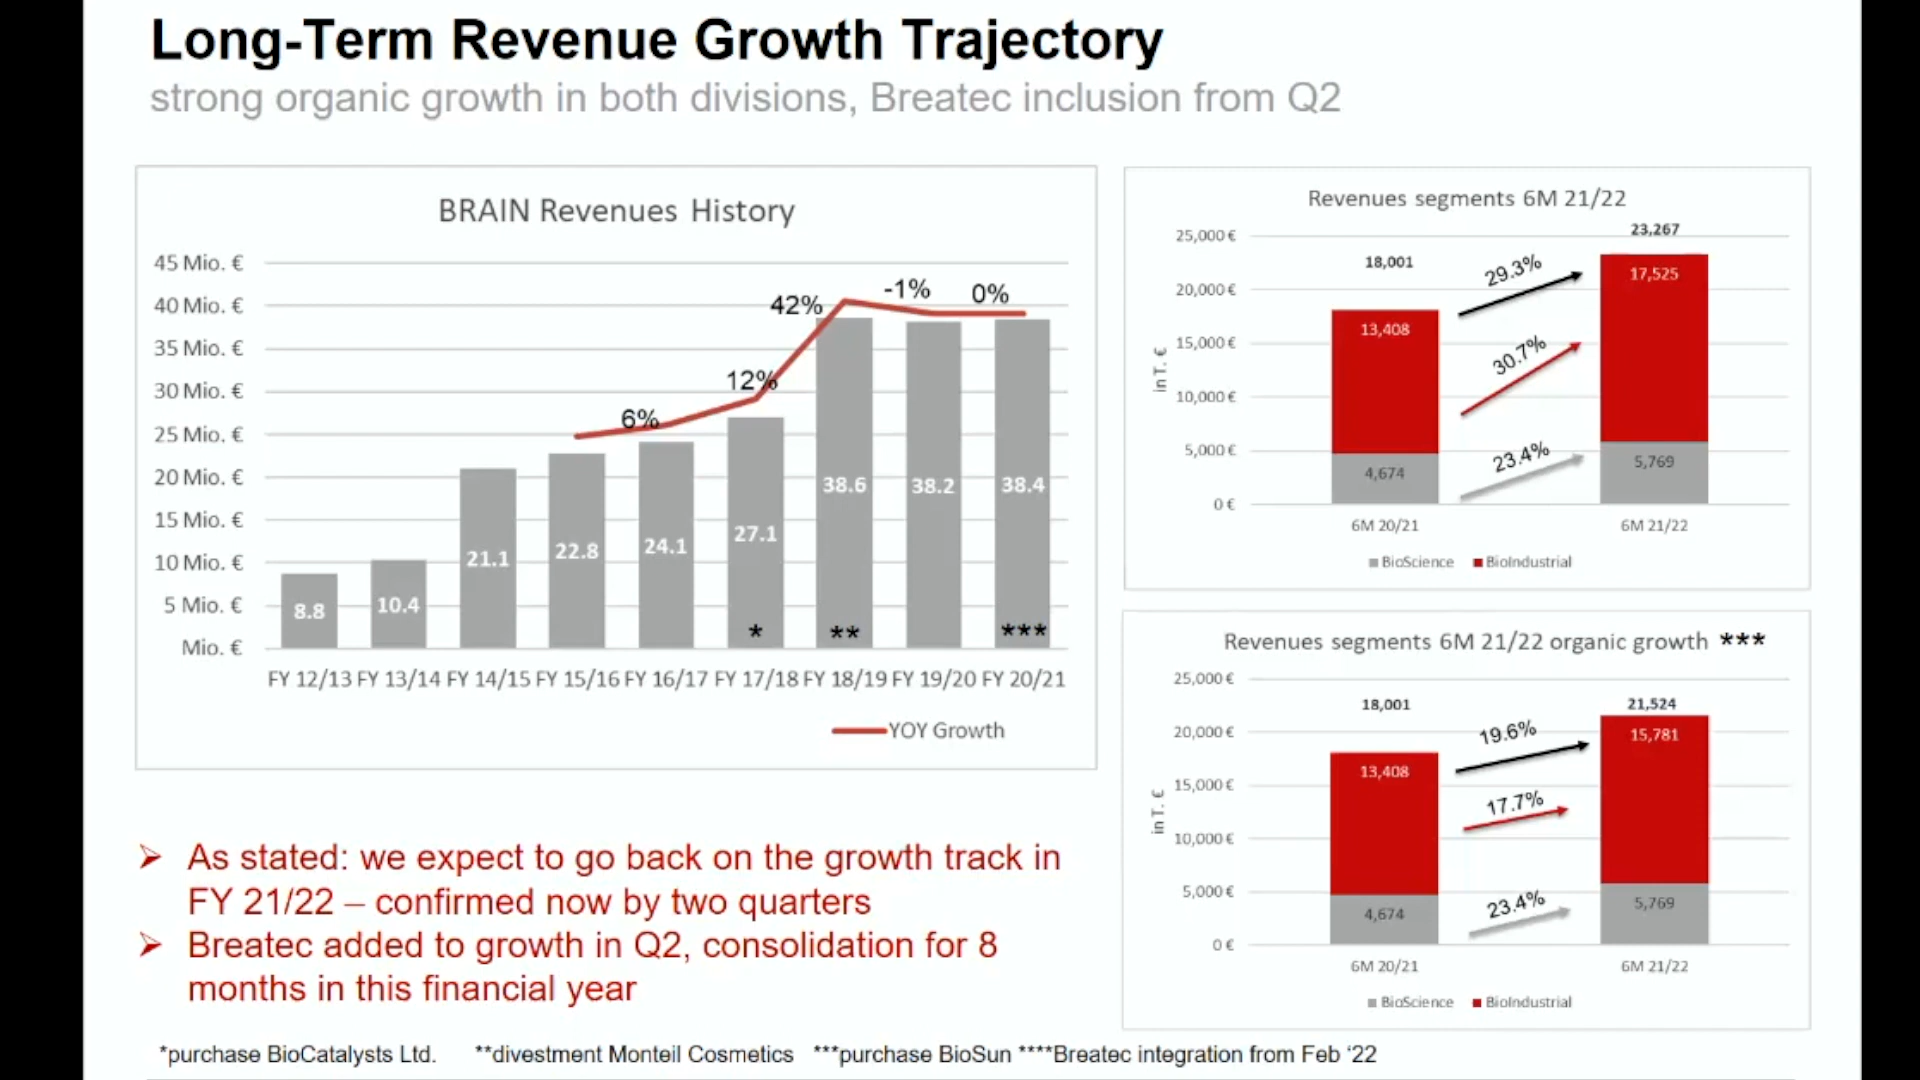 Long-Term Revenue Growth Trajectory
strong organic growth in both divisions, Breatec inclusion from Q2
BRAIN Revenues History
45 Mio. €
40 Mio. €
35 Mio. €
30 Mio. €
25 Mio. €
20 Mio. €
15 Mio. €
10 Mio. €
5 Mio. €
Mio. €
6%
12%
42%
-1%
0%
8.8
10.4
21.1
22.8
24.1
27.1
38.6
38.2
38.4
*
**
***
FY 12/13 FY 13/14 FY 14/15 FY 15/16 FY 16/17 FY 17/18 FY 18/19 FY 19/20 FY 20/21
YOY Growth
Revenues segments 6M 21/22
in T. €
25,000 €
20,000 €
15,000 €
10,000 €
5,000 €
0 €
18,001
13,408
4,674
29.3%
30.7%
23.4%
23,267
17,525
5,769
6M 20/21
6M 21/22
BioScience
BioIndustrial
Revenues segments 6M 21/22 organic growth ***
in T. €
25,000 €
20,000 €
15,000 €
10,000 €
5,000 €
0 €
18,001
13,408
4,674
19.6%
17.7%
23.4%
21,524
15,781
5,769
6M 20/21
6M 21/22
BioScience
BioIndustrial
➢ As stated: we expect to go back on the growth track in
FY 21/22 – confirmed now by two quarters
➢ Breatec added to growth in Q2, consolidation for 8
months in this financial year
*purchase BioCatalysts Ltd. **divestment Monteil Cosmetics ***purchase BioSun ****Breatec integration from Feb ‘22